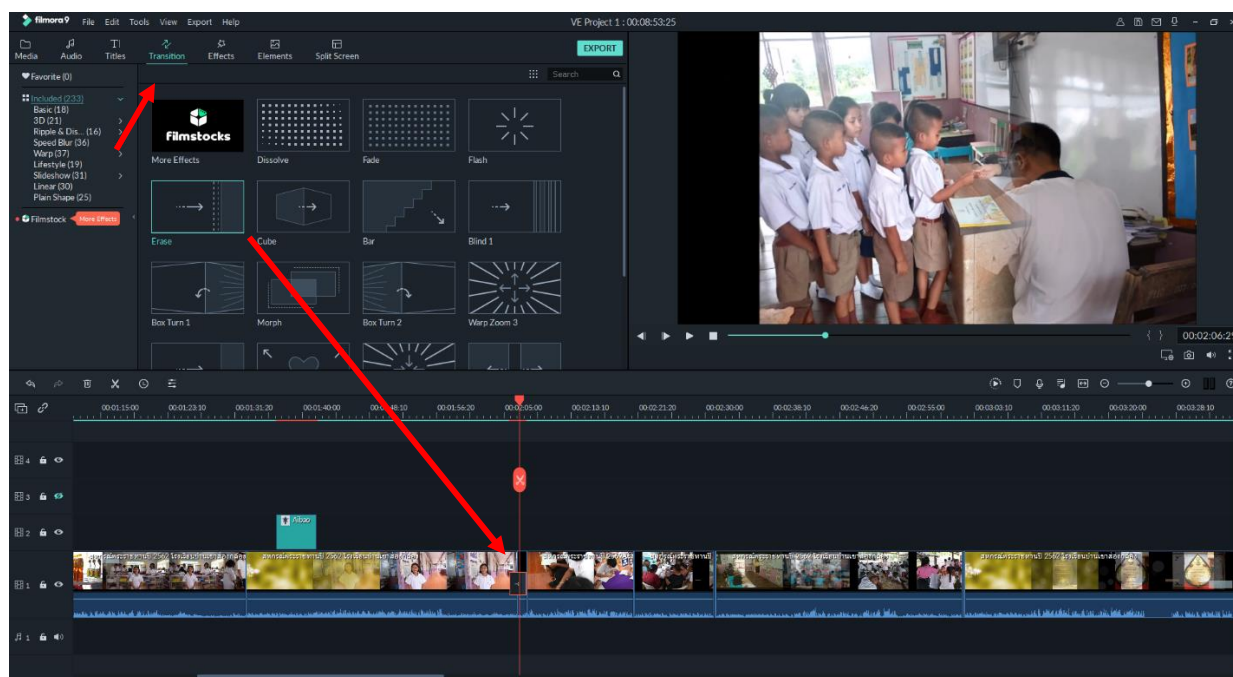 filmora9 File Edit Tools View Export Help VE Project 1 : 00:08:53:25
Media Audio Titles Transition Effects Elements Split Screen EXPORT
Favorite (0) Search
Included (233)
Basic (18)
3D (21)
Ripple & Dis... (16)
Speed Blur (36)
Warp (37)
Lifestyle (19)
Slideshow (31)
Linear (30)
Plain Shape (25)
Filmstock More Effects
Filmstocks
More Effects Dissolve Fade Flash
Erase Cube Bar Blind 1
Box Turn 1 Morph Box Turn 2 Warp Zoom 3
{ } 00:02:06:29
00:01:15:00 00:01:23:10 00:01:31:20 00:01:40:00 00:01:48:10 00:01:56:20 00:02:05:00 00:02:13:10 00:02:21:20 00:02:30:00 00:02:38:10 00:02:46:20 00:02:55:00 00:03:03:10 00:03:11:20 00:03:20:00 00:03:28:10
4
3
2 Aibao
1
1